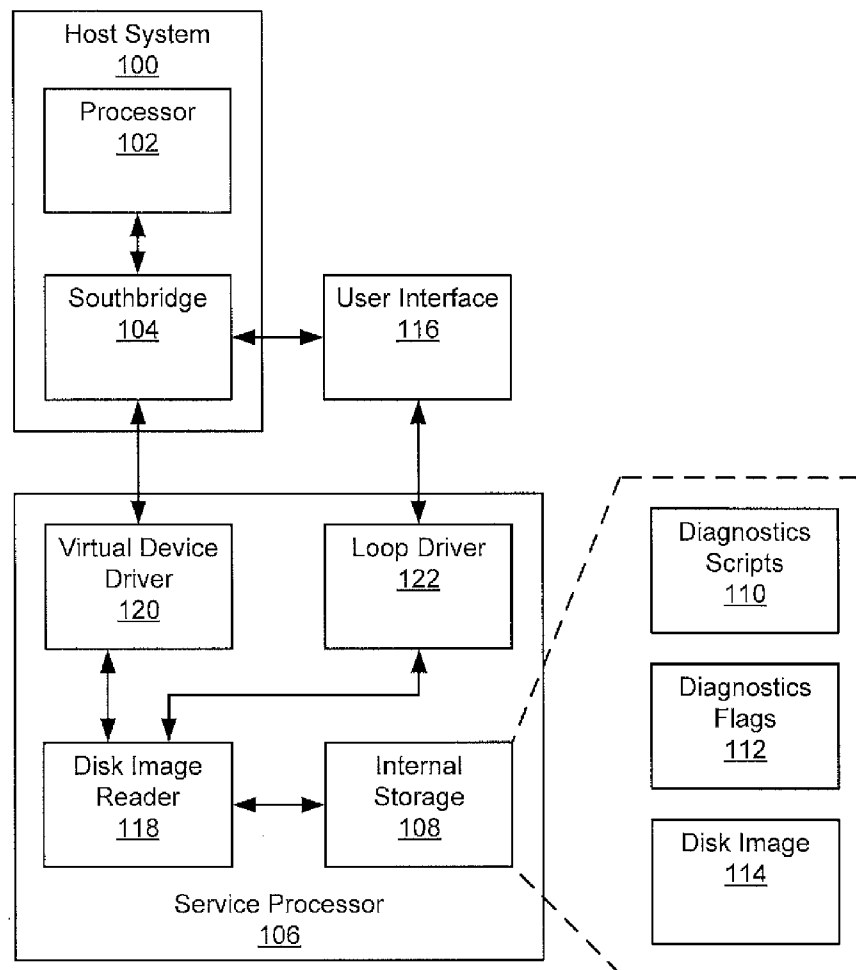 Host System
100
Processor
102
Southbridge
104
User Interface
116
Virtual Device
Driver
120
Loop Driver
122
Disk Image
Reader
118
Internal
Storage
108
Service Processor
106
Diagnostics
Scripts
110
Diagnostics
Flags
112
Disk Image
114